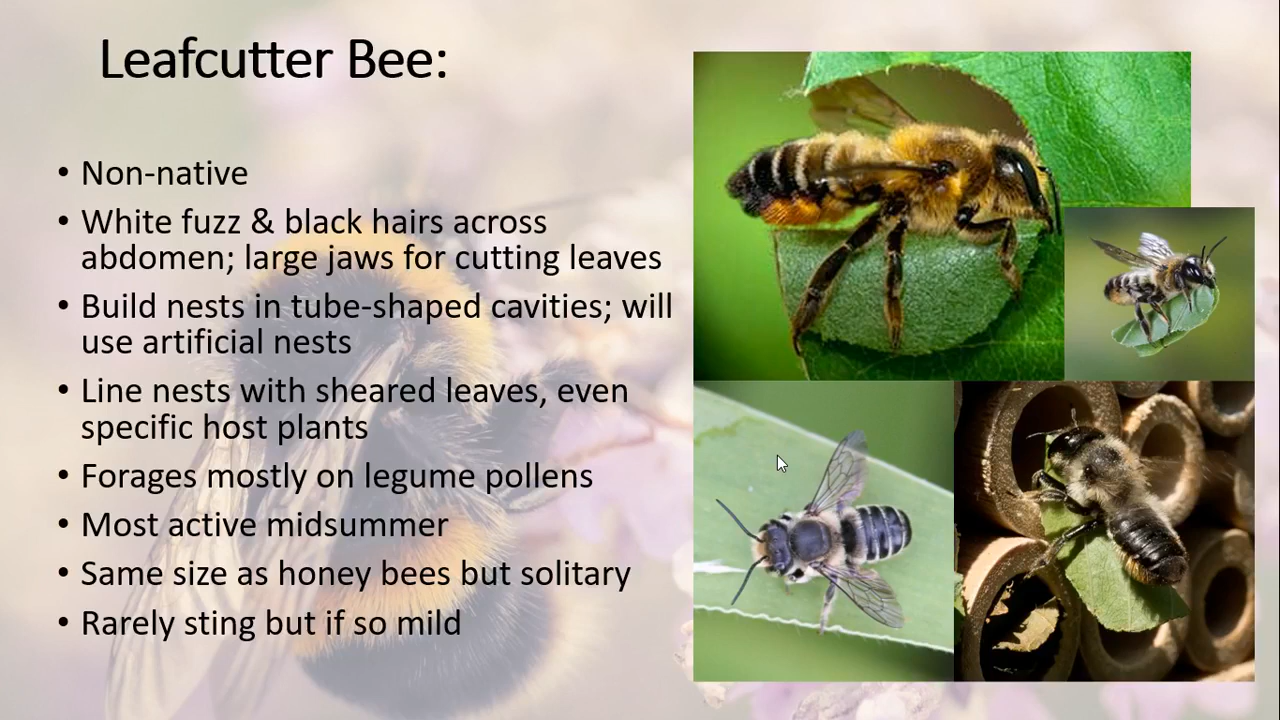 Leafcutter Bee:
• Non-native
• White fuzz & black hairs across
abdomen; large jaws for cutting leaves
• Build nests in tube-shaped cavities; will
use artificial nests
• Line nests with sheared leaves, even
specific host plants
• Forages mostly on legume pollens
• Most active midsummer
• Same size as honey bees but solitary
• Rarely sting but if so mild